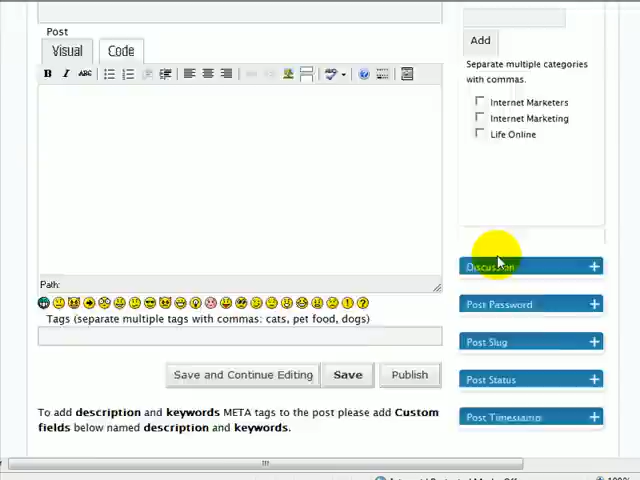 Post
Visual Code
B I ABC ABC
Path:
Tags (separate multiple tags with commas: cats, pet food, dogs)
Save and Continue Editing Save Publish
To add description and keywords META tags to the post please add Custom
fields below named description and keywords.
Add
Separate multiple categories
with commas.
Internet Marketers
Internet Marketing
Life Online
Discussion +
Post Password +
Post Slug +
Post Status +
Post Timestamp +